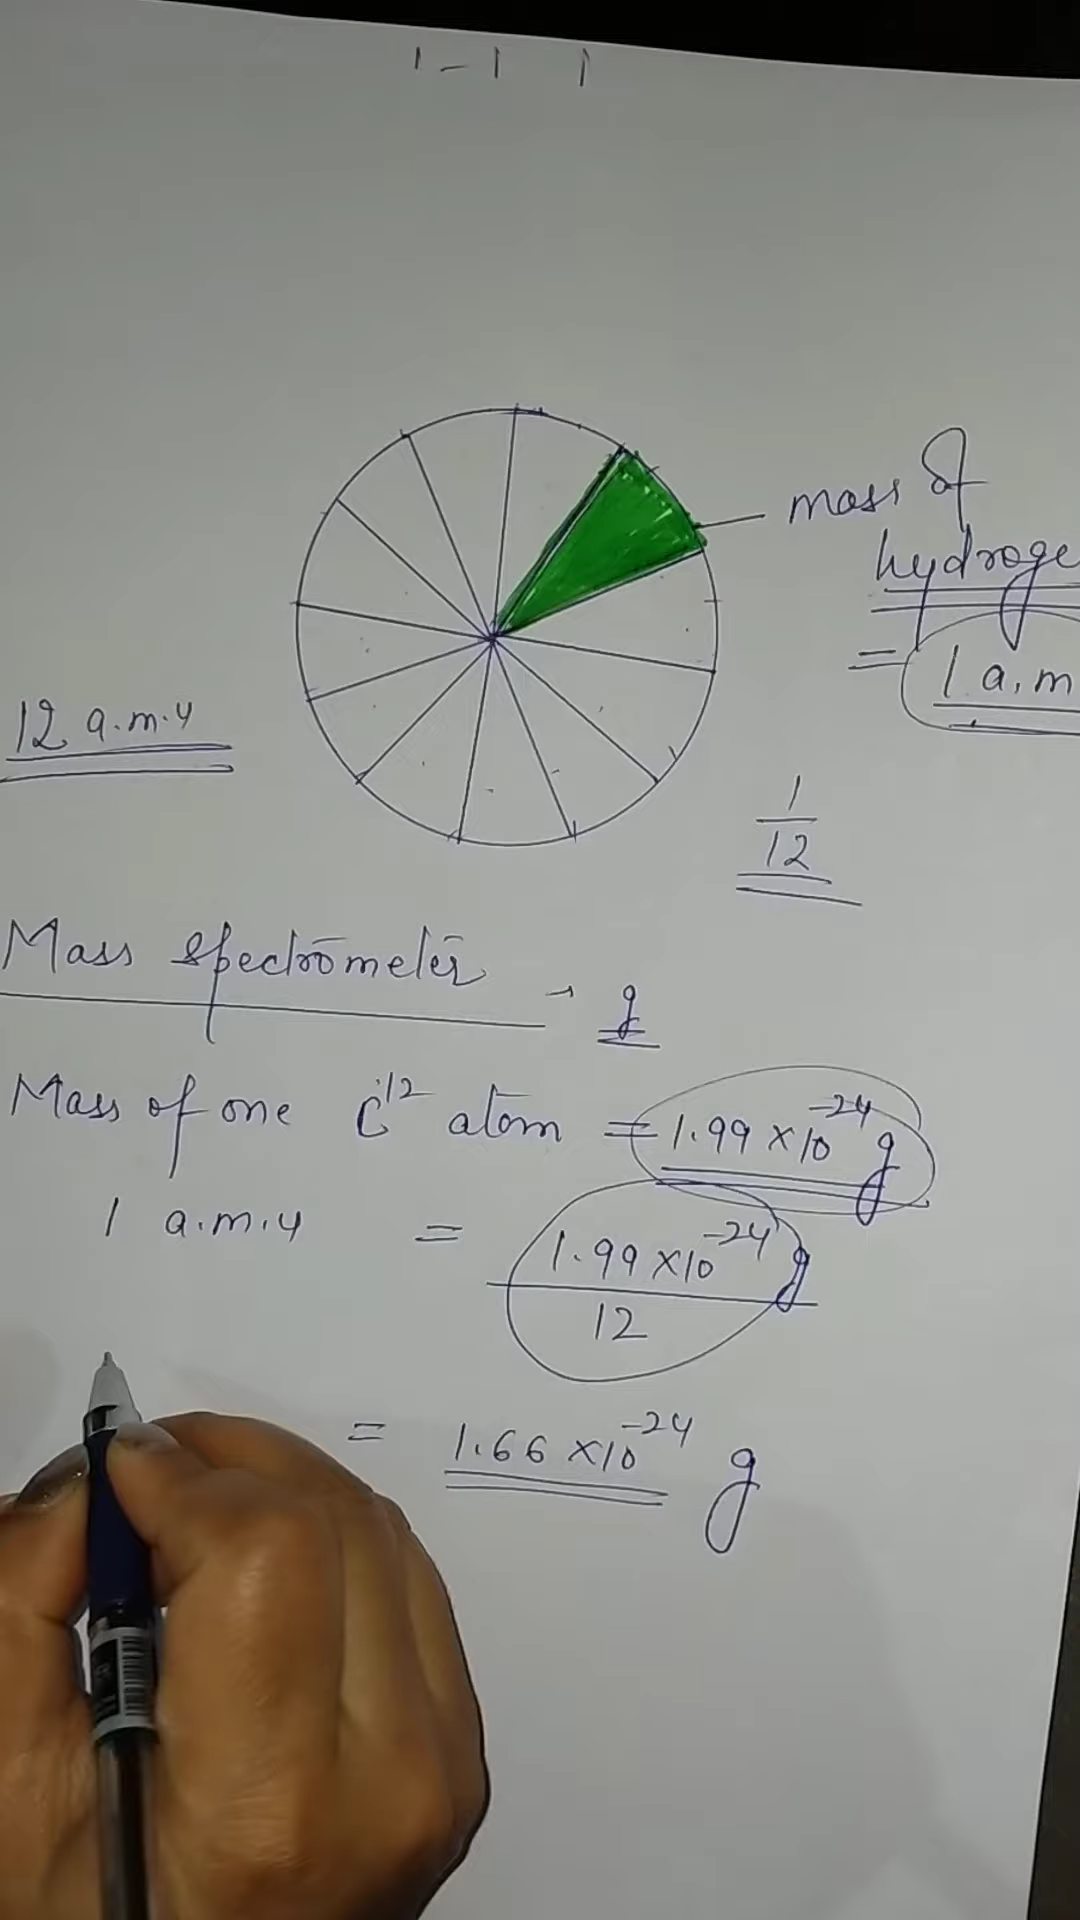 mass of
hydroge
= 1 a.m
12 a.m.u
1
12
Mass spectrometer → g
Mass of one C12 atom = 1.99 × 10-24 g
1 a.m.u = 1.99 × 10-24 g
12
= 1.66 × 10-24 g